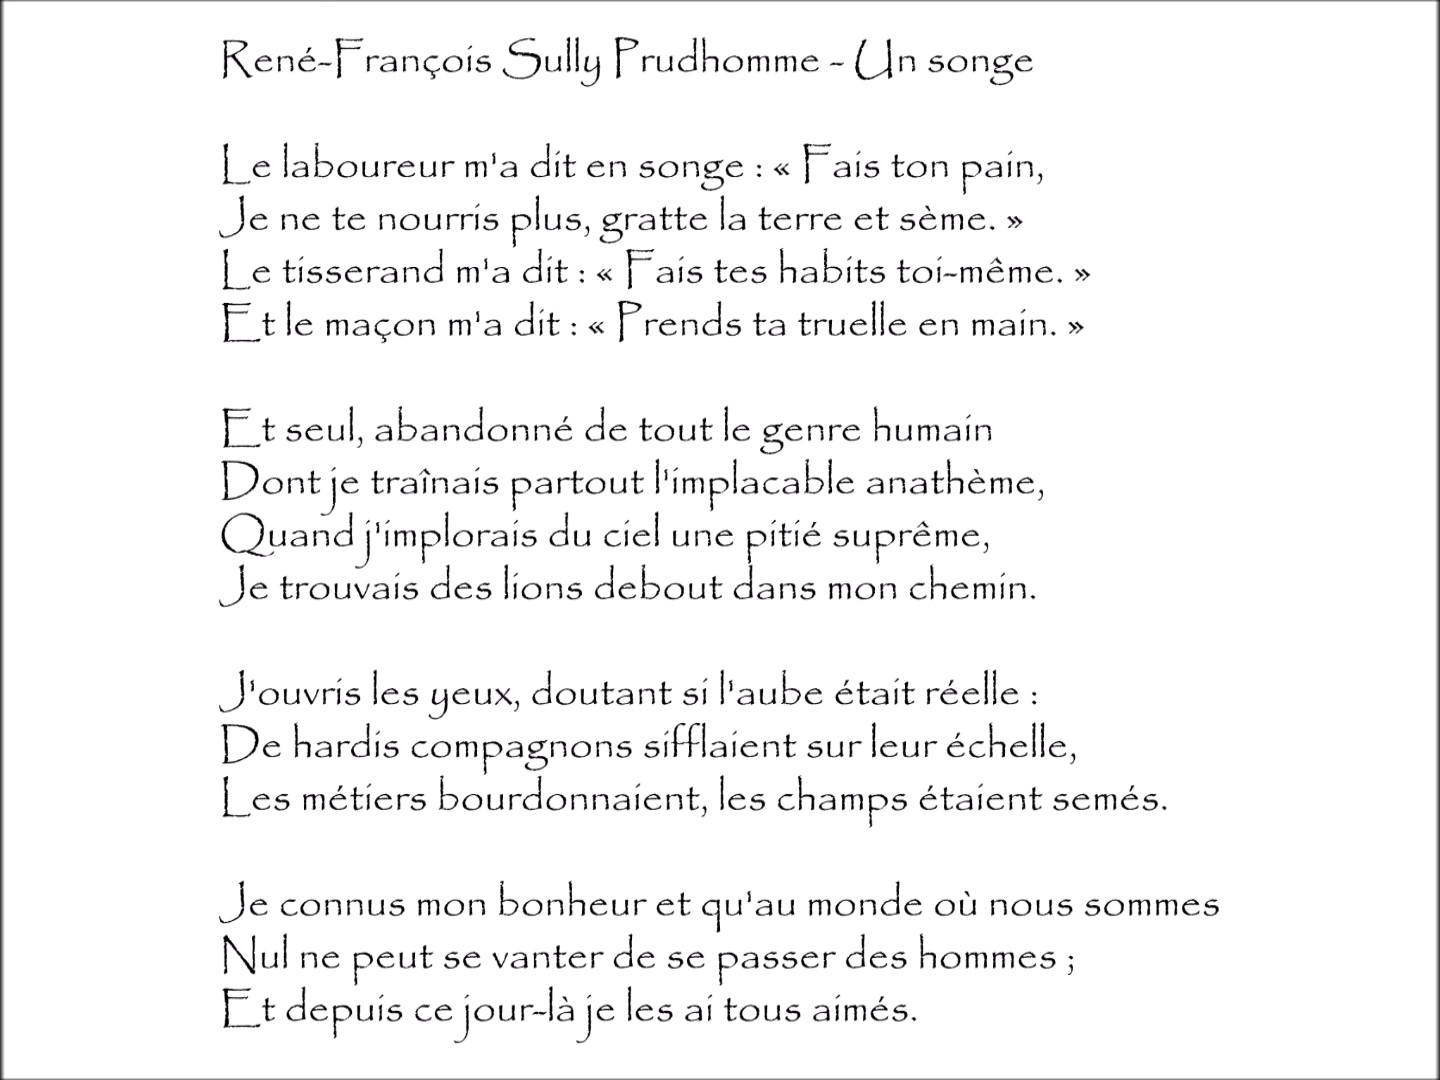 René-François Sully Prudhomme - Un songe
Le laboureur m'a dit en songe : « Fais ton pain,
Je ne te nourris plus, gratte la terre et sème. »
Le tisserand m'a dit : « Fais tes habits toi-même. »
Et le maçon m'a dit : « Prends ta truelle en main. »
Et seul, abandonné de tout le genre humain
Dont je traînais partout l'implacable anathème,
Quand j'implorais du ciel une pitié suprême,
Je trouvais des lions debout dans mon chemin.
J'ouvris les yeux, doutant si l'aube était réelle :
De hardis compagnons sifflaient sur leur échelle,
Les métiers bourdonnaient, les champs étaient semés.
Je connus mon bonheur et qu'au monde où nous sommes
Nul ne peut se vanter de se passer des hommes ;
Et depuis ce jour-là je les ai tous aimés.